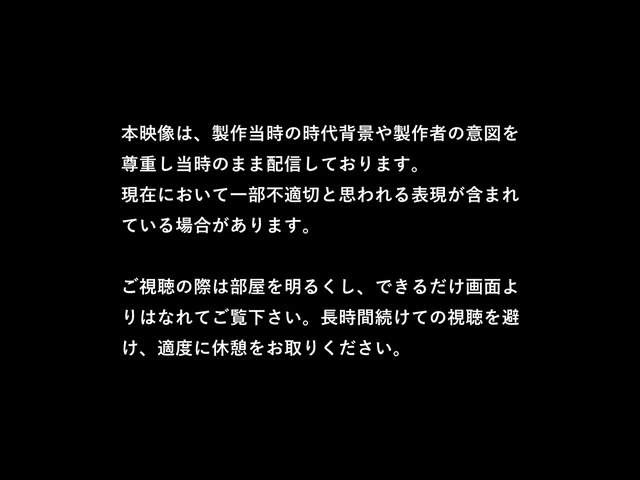 本映像は、製作当時の時代背景や製作者の意図を
尊重し当時のまま配信しております。
現在において一部不適切と思われる表現が含まれ
ている場合があります。
ご視聴の際は部屋を明るくし、できるだけ画面よ
りはなれてご覧下さい。長時間続けての視聴を避
け、適度に休憩をお取りください。